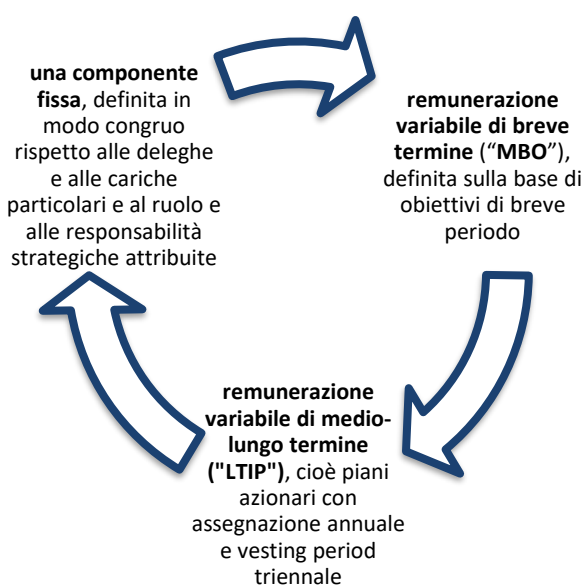 una componente
fissa, definita in
modo congruo
rispetto alle deleghe
e alle cariche
particolari e al ruolo e
alle responsabilità
strategiche attribuite
remunerazione
variabile di breve
termine (“MBO”),
definita sulla base di
obiettivi di breve
periodo
remunerazione
variabile di medio-
lungo termine
("LTIP"), cioè piani
azionari con
assegnazione annuale
e vesting period
triennale